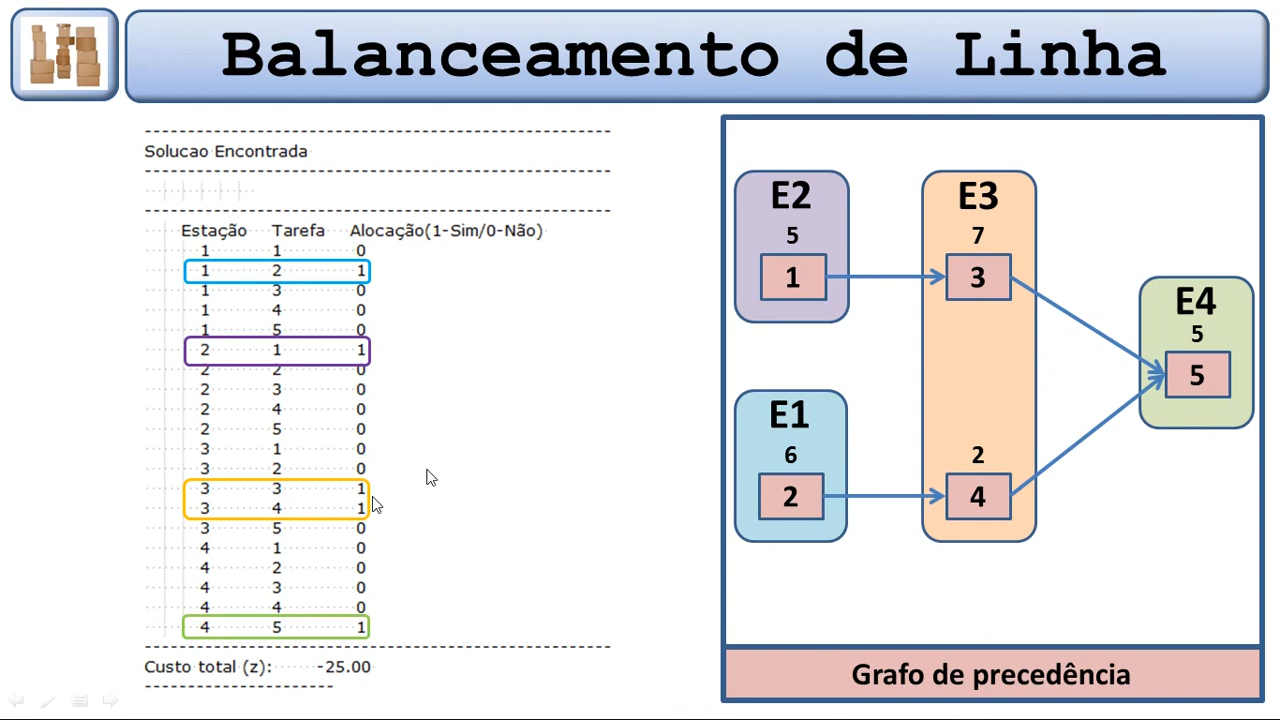 Balanceamento de Linha
--------------------------------------------------
Solucao Encontrada
--------------------------------------------------
--------------------------------------------------
Estação Tarefa Alocação(1-Sim/0-Não)
1 1 0
1 2 1
1 3 0
1 4 0
1 5 0
2 1 1
2 2 0
2 3 0
2 4 0
2 5 0
3 1 0
3 2 0
3 3 1
3 4 1
3 5 0
4 1 0
4 2 0
4 3 0
4 4 0
4 5 1
--------------------------------------------------
Custo total (z): -25.00
--------------------
E2
5
1
E3
7
3
E4
5
5
E1
6
2
2
4
Grafo de precedência